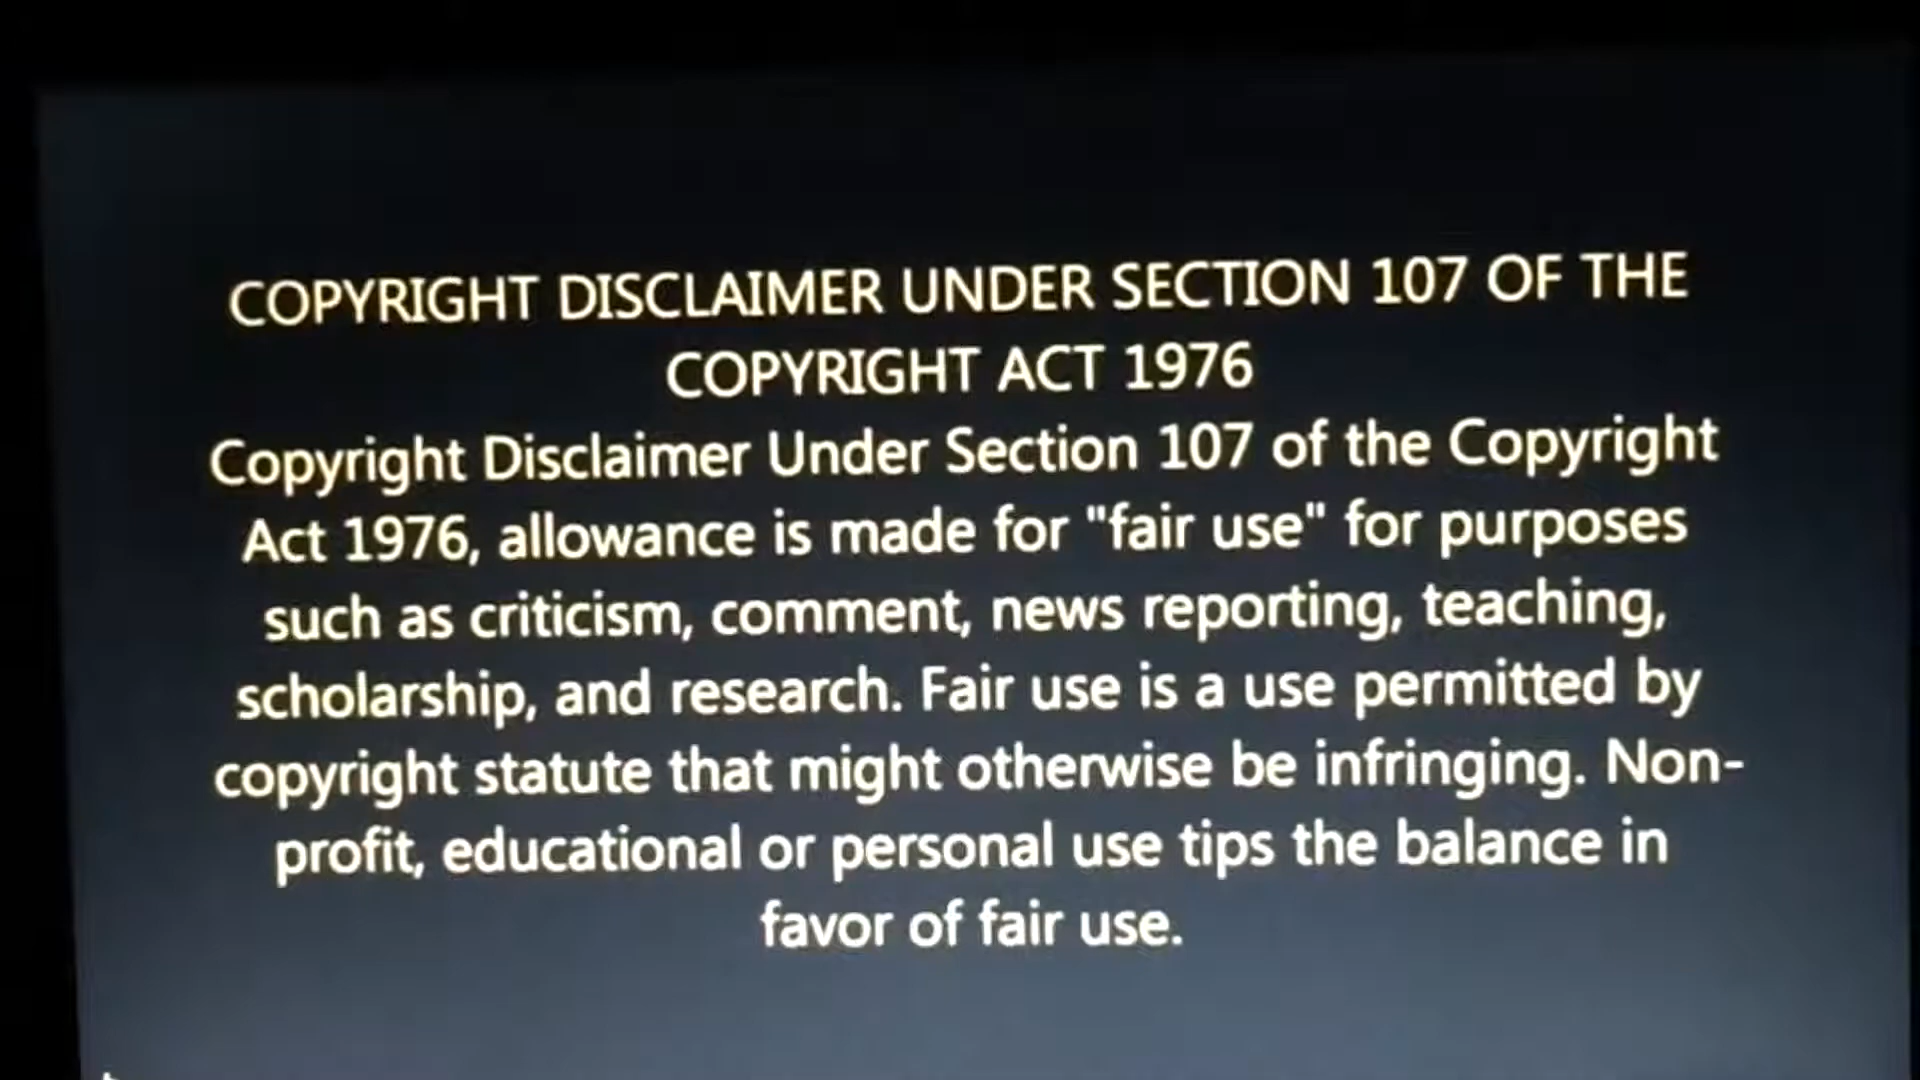 COPYRIGHT DISCLAIMER UNDER SECTION 107 OF THE
COPYRIGHT ACT 1976
Copyright Disclaimer Under Section 107 of the Copyright
Act 1976, allowance is made for "fair use" for purposes
such as criticism, comment, news reporting, teaching,
scholarship, and research. Fair use is a use permitted by
copyright statute that might otherwise be infringing. Non-
profit, educational or personal use tips the balance in
favor of fair use.